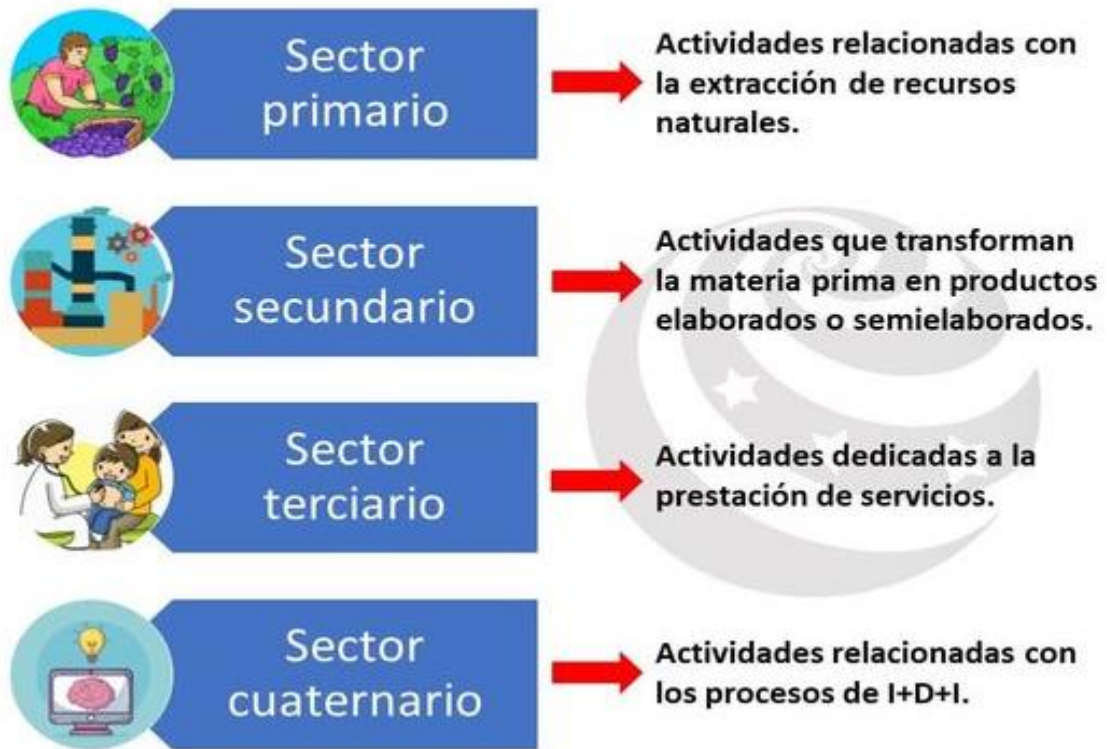 Sector
primario
Actividades relacionadas con
la extracción de recursos
naturales.
Sector
secundario
Actividades que transforman
la materia prima en productos
elaborados o semielaborados.
Sector
terciario
Actividades dedicadas a la
prestación de servicios.
Sector
cuaternario
Actividades relacionadas con
los procesos de I+D+I.